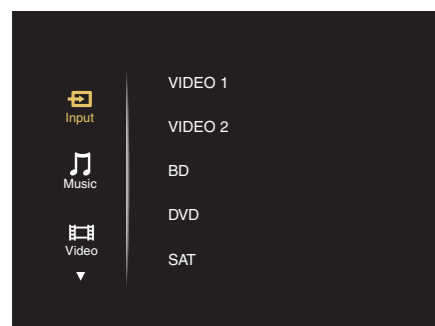 Input
Music
Video
VIDEO 1
VIDEO 2
BD
DVD
SAT